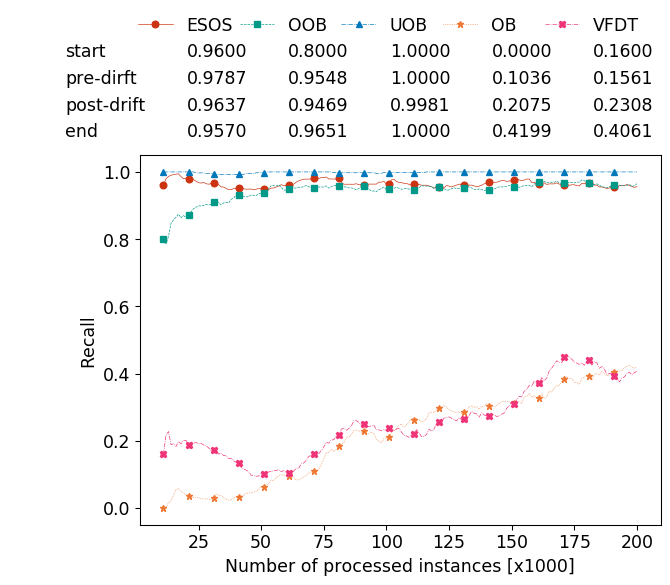 ESOS OOB UOB OB VFDT
start 0.9600 0.8000 1.0000 0.0000 0.1600
pre-dirft 0.9787 0.9548 1.0000 0.1036 0.1561
post-drift 0.9637 0.9469 0.9981 0.2075 0.2308
end 0.9570 0.9651 1.0000 0.4199 0.4061
1.0
0.8
0.6
0.4
0.2
0.0
Recall
25 50 75 100 125 150 175 200
Number of processed instances [x1000]